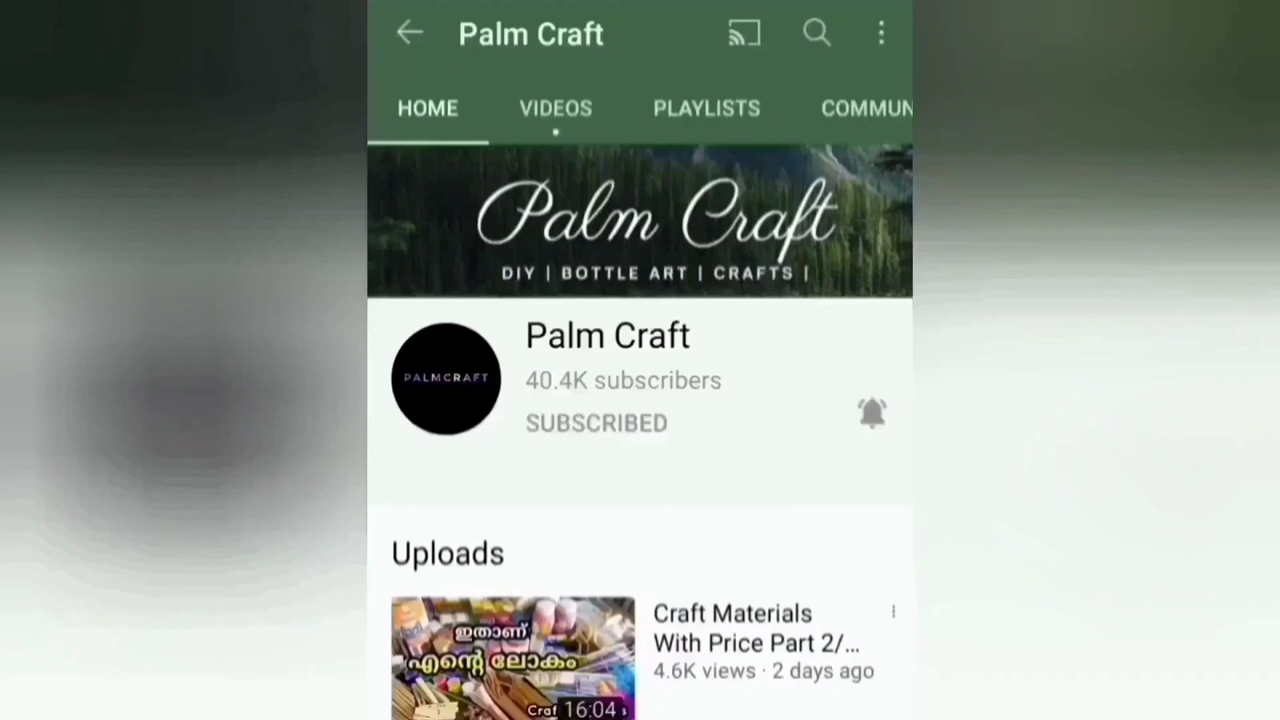 Palm Craft
HOME VIDEOS PLAYLISTS COMMUN
Palm Craft
DIY | BOTTLE ART | CRAFTS |
PALMCRAFT
Palm Craft
40.4K subscribers
SUBSCRIBED
Uploads
ഇതാണ്
എന്റെ ലോകം
Craf 16:04 s
Craft Materials
With Price Part 2/...
4.6K views · 2 days ago